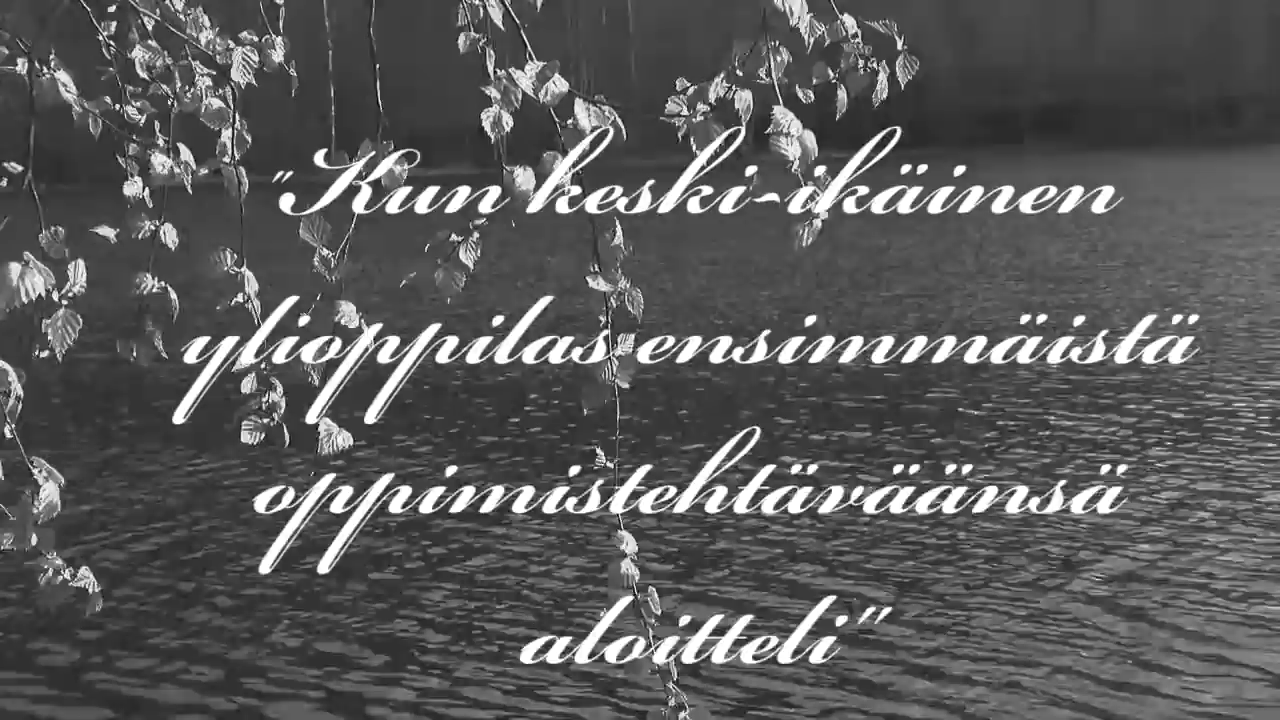 "Kun keski-ikäinen
ylioppilas ensimmäistä
oppimistehtäväänsä
aloitteli"